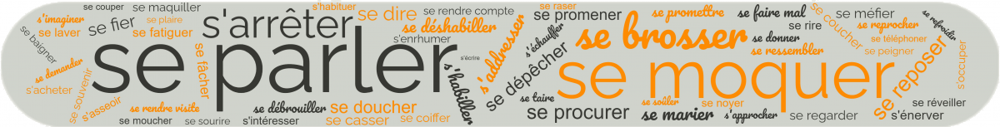 se couper
se maquiller
s'imaginer
se plaire
se laver
se fier
se fatiguer
se baigner
se demander
s'acheter
se souvenir
s'asseoir
se parler
se fâcher
se rendre visite
se moucher
se sourire
s'arrêter
s'habituer
se dire
se rendre compte
se déshabiller
s'enrhumer
s'écrire
s'habiller
se débrouiller
s'intéresser
se doucher
se casser
se coiffer
s'addresser
se raser
se promener
s'échauffer
se dépêcher
se taire
se procurer
se brosser
se promettre
se faire mal
se rire
se donner
se ressembler
se moquer
se soûler
se noyer
se marier
s'approcher
se regarder
se coucher
se méfier
se reprocher
se téléphoner
se peigner
se refroidir
se reposer
s'occuper
se réveiller
s'énerver